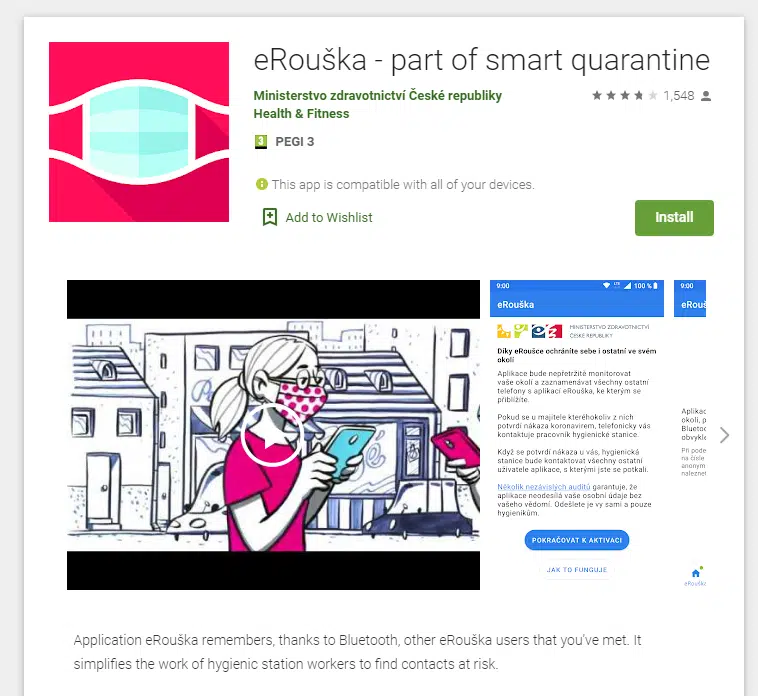 eRouška - part of smart quarantine
Ministerstvo zdravotnictví České republiky
1,548
Health & Fitness
3 PEGI 3
This app is compatible with all of your devices.
Add to Wishlist
Install
9:00 100 %
eRouška
MINISTERSTVO ZDRAVOTNICTVÍ
ČESKÉ REPUBLIKY
Díky eRoušce ochráníte sebe i ostatní ve svém
okolí
Aplikace bude nepřetržitě monitorovat
vaše okolí a zaznamenávat všechny ostatní
telefony s aplikací eRouška, ke kterým se
přiblížíte.
Pokud se u majitele kteréhokoliv z nich
potvrdí nákaza koronavirem, telefonicky vás
kontaktuje pracovník hygienické stanice.
Když se potvrdí nákaza u vás, hygienická
stanice bude kontaktovat všechny ostatní
uživatele aplikace, s kterými jste se potkali.
Několik nezávislých auditů garantuje, že
aplikace neodesílá vaše osobní údaje bez
vašeho vědomí. Odešlete je vy sami a pouze
hygienikům.
POKRAČOVAT K AKTIVACI
JAK TO FUNGUJE
9:00
eRouš
Aplikac
okolí, p
Bluetoo
obvykle
Při pode
na čísle
anonym
nalezne
eRouška
Application eRouška remembers, thanks to Bluetooth, other eRouška users that you've met. It
simplifies the work of hygienic station workers to find contacts at risk.